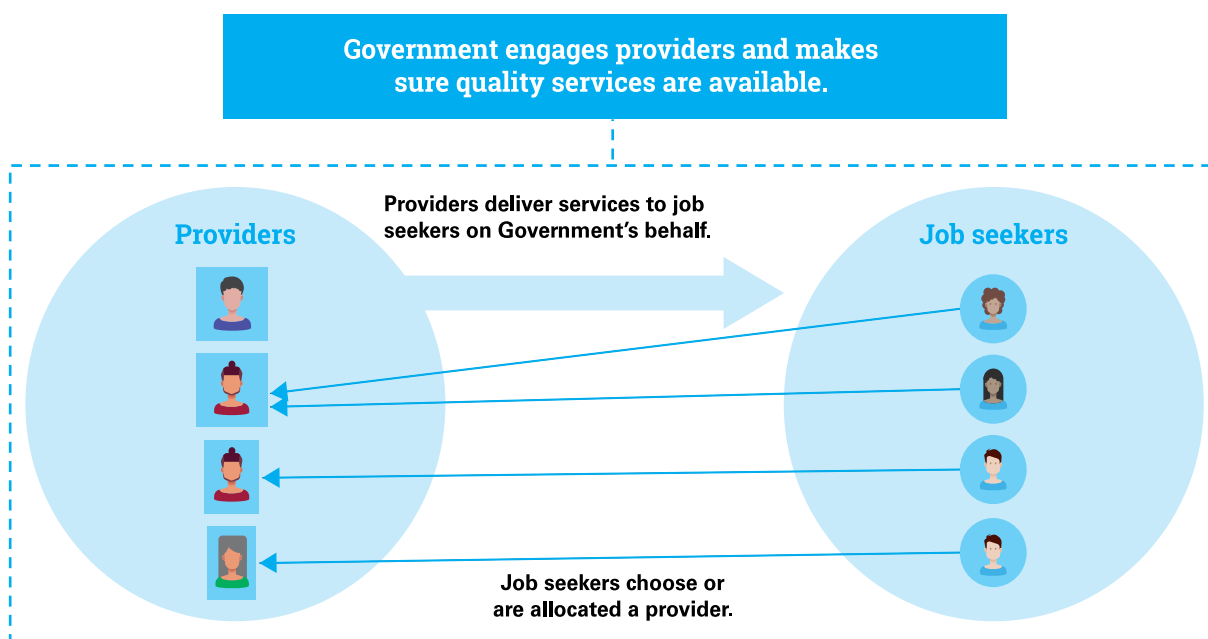 Government engages providers and makes
sure quality services are available.
Providers deliver services to job
seekers on Government’s behalf.
Providers
Job seekers
Job seekers choose or
are allocated a provider.